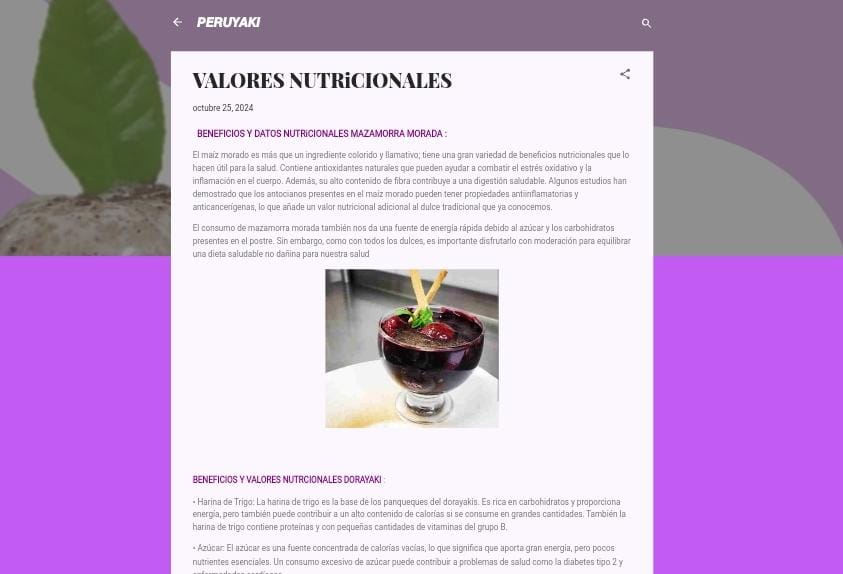 PERUYAKI
VALORES NUTRiCIONALES
octubre 25, 2024
BENEFICIOS Y DATOS NUTRiCIONALES MAZAMORRA MORADA :
El maíz morado es más que un ingrediente colorido y llamativo; tiene una gran variedad de beneficios nutricionales que lo
hacen útil para la salud. Contiene antioxidantes naturales que pueden ayudar a combatir el estrés oxidativo y la
inflamación en el cuerpo. Además, su alto contenido de fibra contribuye a una digestión saludable. Algunos estudios han
demostrado que los antocianos presentes en el maíz morado pueden tener propiedades antiinflamatorias y
anticancerígenas, lo que añade un valor nutricional adicional al dulce tradicional que ya conocemos.
El consumo de mazamorra morada también nos da una fuente de energía rápida debido al azúcar y los carbohidratos
presentes en el postre. Sin embargo, como con todos los dulces, es importante disfrutarlo con moderación para equilibrar
una dieta saludable no dañina para nuestra salud
BENEFICIOS Y VALORES NUTRCIONALES DORAYAKI :
• Harina de Trigo: La harina de trigo es la base de los panqueques del dorayakis. Es rica en carbohidratos y proporciona
energía, pero también puede contribuir a un alto contenido de calorías si se consume en grandes cantidades. También la
harina de trigo contiene proteínas y con pequeñas cantidades de vitaminas del grupo B.
• Azúcar: El azúcar es una fuente concentrada de calorías vacías, lo que significa que aporta gran energía, pero pocos
nutrientes esenciales. Un consumo excesivo de azúcar puede contribuir a problemas de salud como la diabetes tipo 2 y